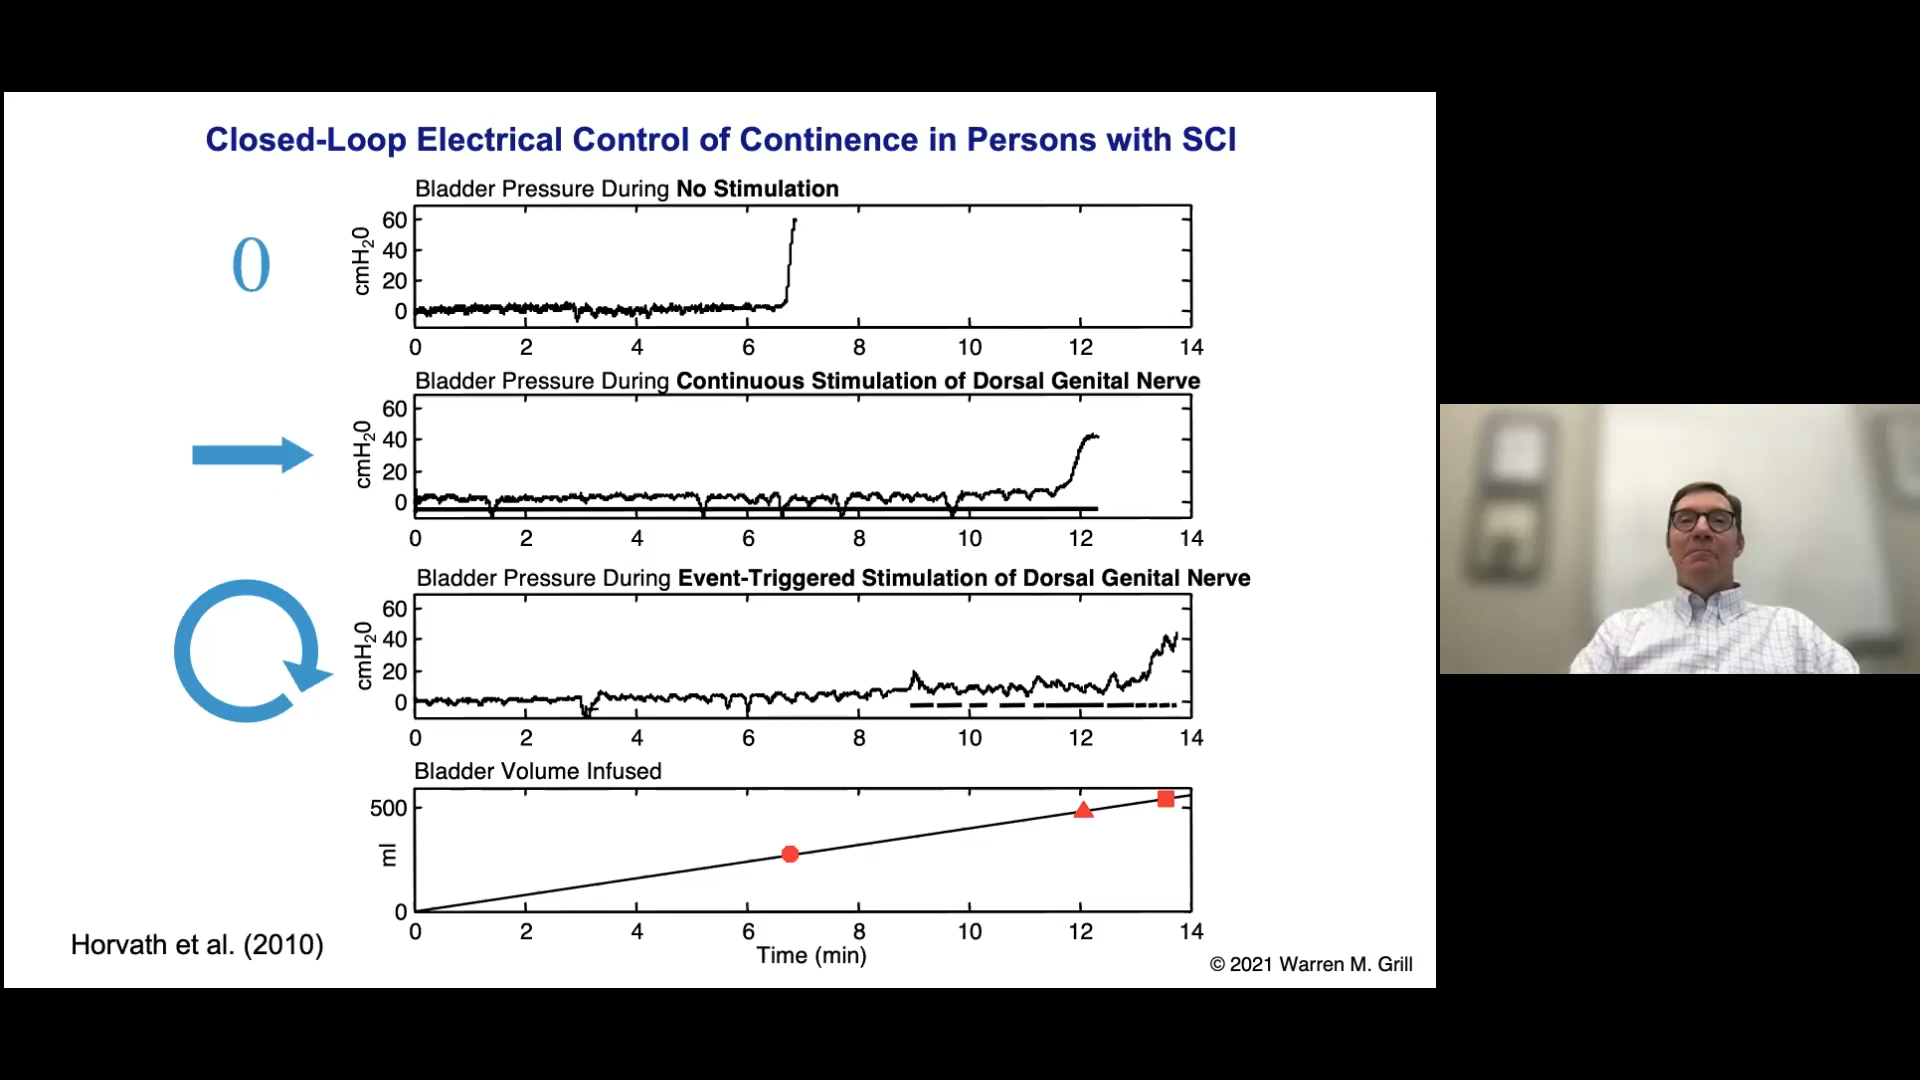 Closed-Loop Electrical Control of Continence in Persons with SCI
Bladder Pressure During No Stimulation
0
cmH20
60
40
20
0
0 2 4 6 8 10 12 14
Bladder Pressure During Continuous Stimulation of Dorsal Genital Nerve
cmH20
60
40
20
0
0 2 4 6 8 10 12 14
Bladder Pressure During Event-Triggered Stimulation of Dorsal Genital Nerve
cmH20
60
40
20
0
0 2 4 6 8 10 12 14
Bladder Volume Infused
ml
500
0
0 2 4 6 8 10 12 14
Time (min)
Horvath et al. (2010)
© 2021 Warren M. Grill